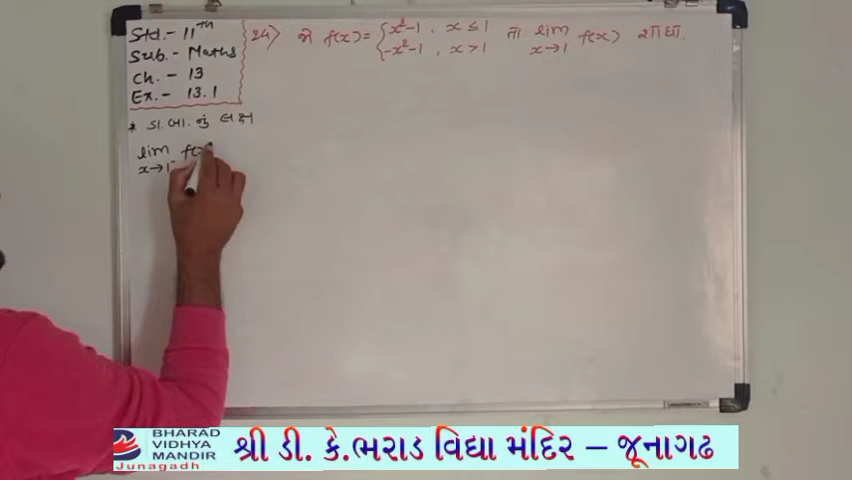 Std.- 11th
Sub.- Maths
Ch. - 13
Ex.- 13.1
24) જો f(x) = { x²-1 , x ≤ 1 તો lim f(x) શોધો.
-x²-1 , x > 1 x→1
* ડા.બા.નું લક્ષ
lim f(x
x→1⁻
BHARAD VIDHYA MANDIR
Junagadh
શ્રી ડી. કે.ભરાડ વિદ્યા મંદિર – જૂનાગઢ